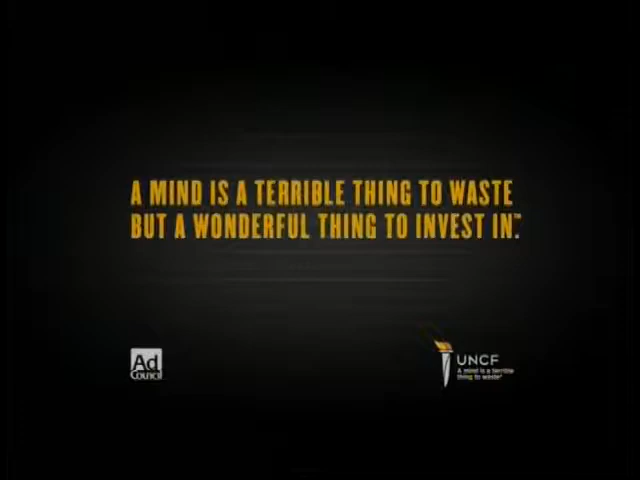 A MIND IS A TERRIBLE THING TO WASTE
BUT A WONDERFUL THING TO INVEST IN.™
Ad
COUNCIL
UNCF
A mind is a terrible
thing to waste®